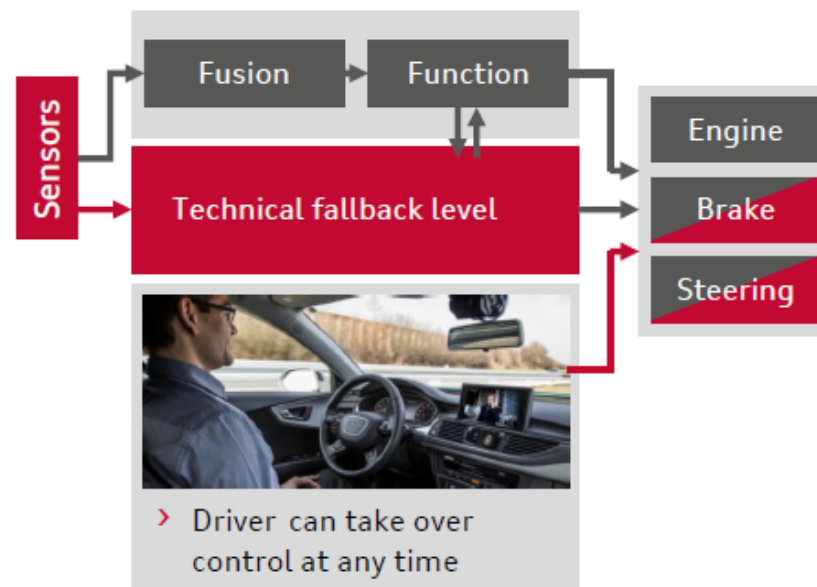 Sensors
Fusion
Function
Technical fallback level
Engine
Brake
Steering
› Driver can take over
control at any time